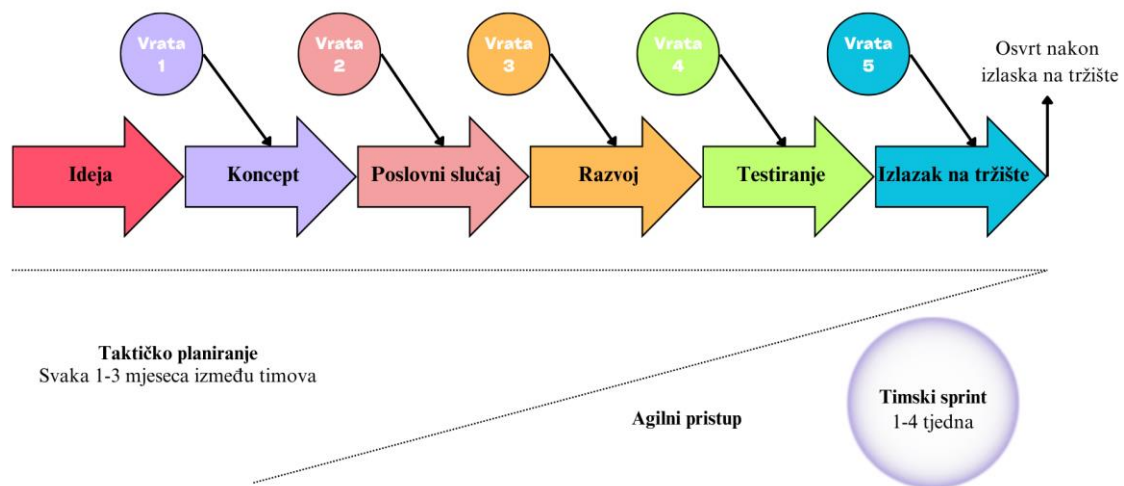 Vrata
1
Vrata
2
Vrata
3
Vrata
4
Vrata
5
Osvrt nakon
izlaska na tržište
Ideja
Koncept
Poslovni slučaj
Razvoj
Testiranje
Izlazak na tržište
Taktičko planiranje
Svaka 1-3 mjeseca između timova
Agilni pristup
Timski sprint
1-4 tjedna